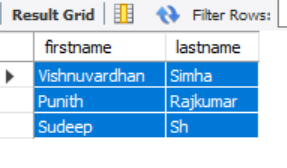 Result Grid Filter Rows:
firstname lastname
Vishnuvardhan Simha
Punith Rajkumar
Sudeep Sh